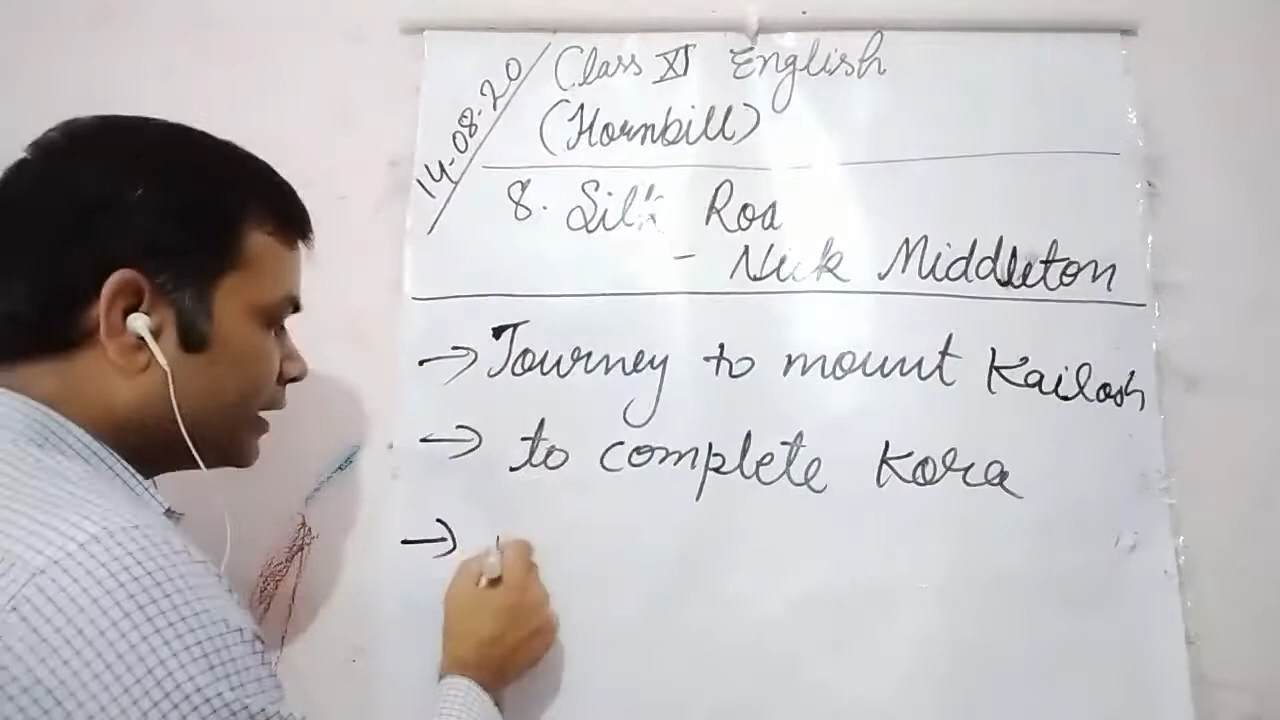 14-08-20
Class XI English
(Hornbill)
8. Silk Roa
- Nick Middleton
→ Journey to mount Kailash
→ to complete Kora
→